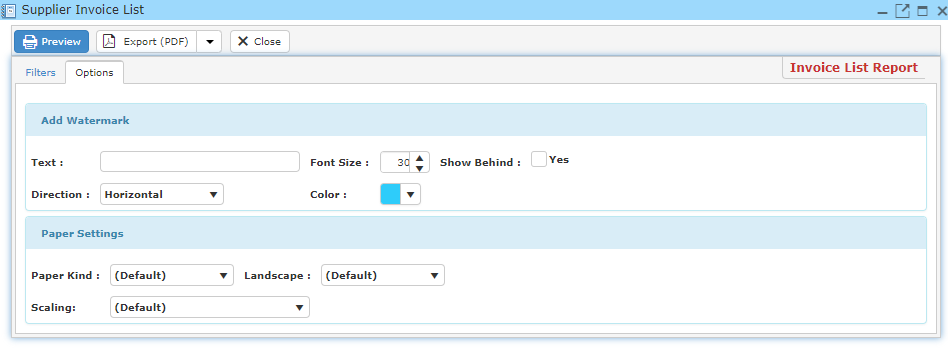 Supplier Invoice List
Preview Export (PDF) Close
Filters Options Invoice List Report
Add Watermark
Text : Font Size : 30 Show Behind : Yes
Direction : Horizontal Color :
Paper Settings
Paper Kind : (Default) Landscape : (Default)
Scaling: (Default)